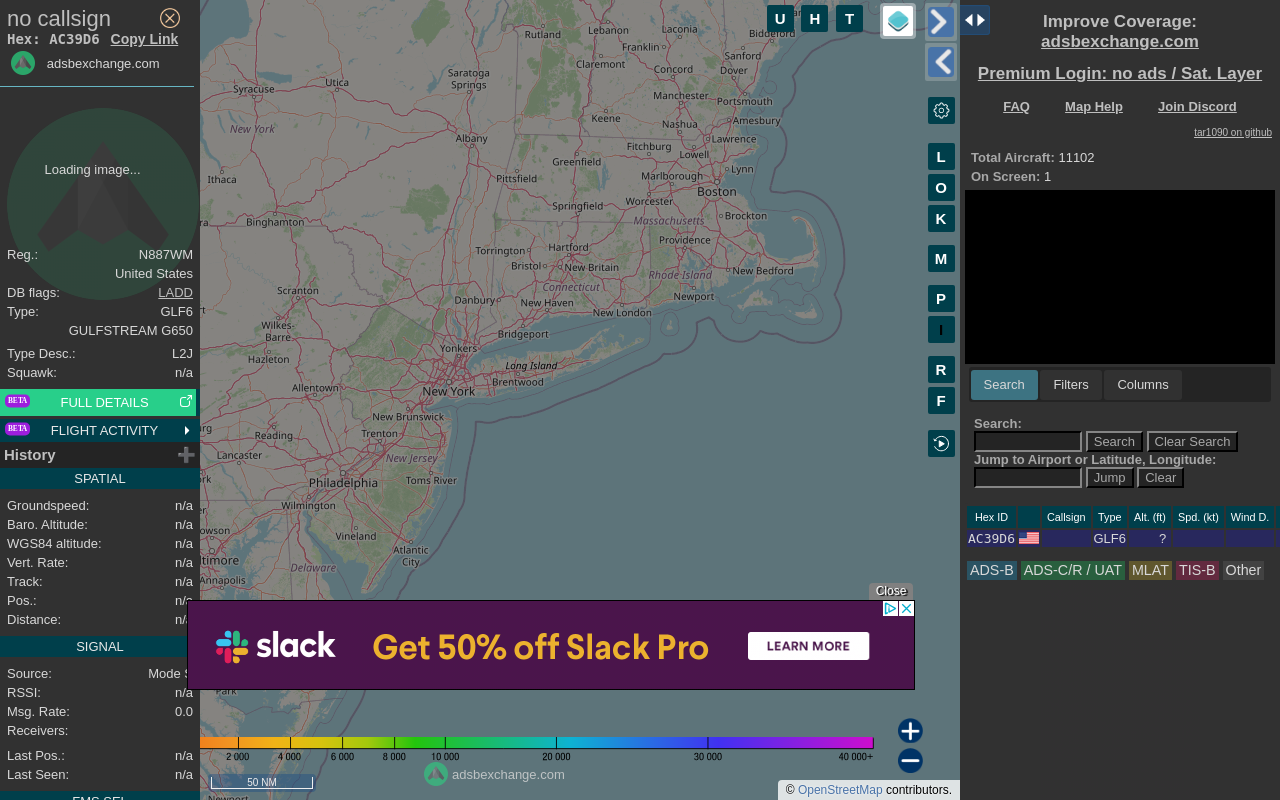 no callsign
Hex: AC39D6 Copy Link
adsbexchange.com
Loading image...
Reg.: N887WM
United States
DB flags: LADD
Type: GLF6
GULFSTREAM G650
Type Desc.: L2J
Squawk: n/a
BETA FULL DETAILS
BETA FLIGHT ACTIVITY
History
SPATIAL
Groundspeed: n/a
Baro. Altitude: n/a
WGS84 altitude: n/a
Vert. Rate: n/a
Track: n/a
Pos.: n/a
Distance: n/a
SIGNAL
Source: Mode S
RSSI: n/a
Msg. Rate: 0.0
Receivers:
Last Pos.: n/a
Last Seen: n/a
FMS SEL
U H T
L
O
K
M
P
I
R
F
Rutland
Lebanon
Laconia
Biddeford
Franklin
Claremont
Sanford
Saratoga
Springs
Concord
Dover
Utica
Syracuse
Manchester
Portsmouth
Keene
Amesbury
New York
Nashua
Albany
Lawrence
Fitchburg
Lowell
Greenfield
Lynn
Ithaca
Pittsfield
Marlborough
Boston
Worcester
Springfield
Massachusetts
Brockton
Binghamton
Providence
Torrington
Hartford
Bristol
New Britain
Rhode Island
New Bedford
Connecticut
Scranton
Danbury
New Haven
Newport
New London
Wilkes-
Barre
Bridgeport
Yonkers
Hazleton
Long Island
Brentwood
Allentown
New York
New Brunswick
Reading
Trenton
Lancaster
New Jersey
Philadelphia
Toms River
Wilmington
Vineland
Atlantic
City
Annapolis
Delaware
Park
Newport
Close
slack
Get 50% off Slack Pro
LEARN MORE
2 000 4 000 6 000 8 000 10 000 20 000 30 000 40 000+
50 NM
adsbexchange.com
© OpenStreetMap contributors.
Improve Coverage:
adsbexchange.com
Premium Login: no ads / Sat. Layer
FAQ Map Help Join Discord
tar1090 on github
Total Aircraft: 11102
On Screen: 1
Search Filters Columns
Search:
Search Clear Search
Jump to Airport or Latitude, Longitude:
Jump Clear
Hex ID Callsign Type Alt. (ft) Spd. (kt) Wind D.
AC39D6 GLF6 ?
ADS-B ADS-C/R / UAT MLAT TIS-B Other